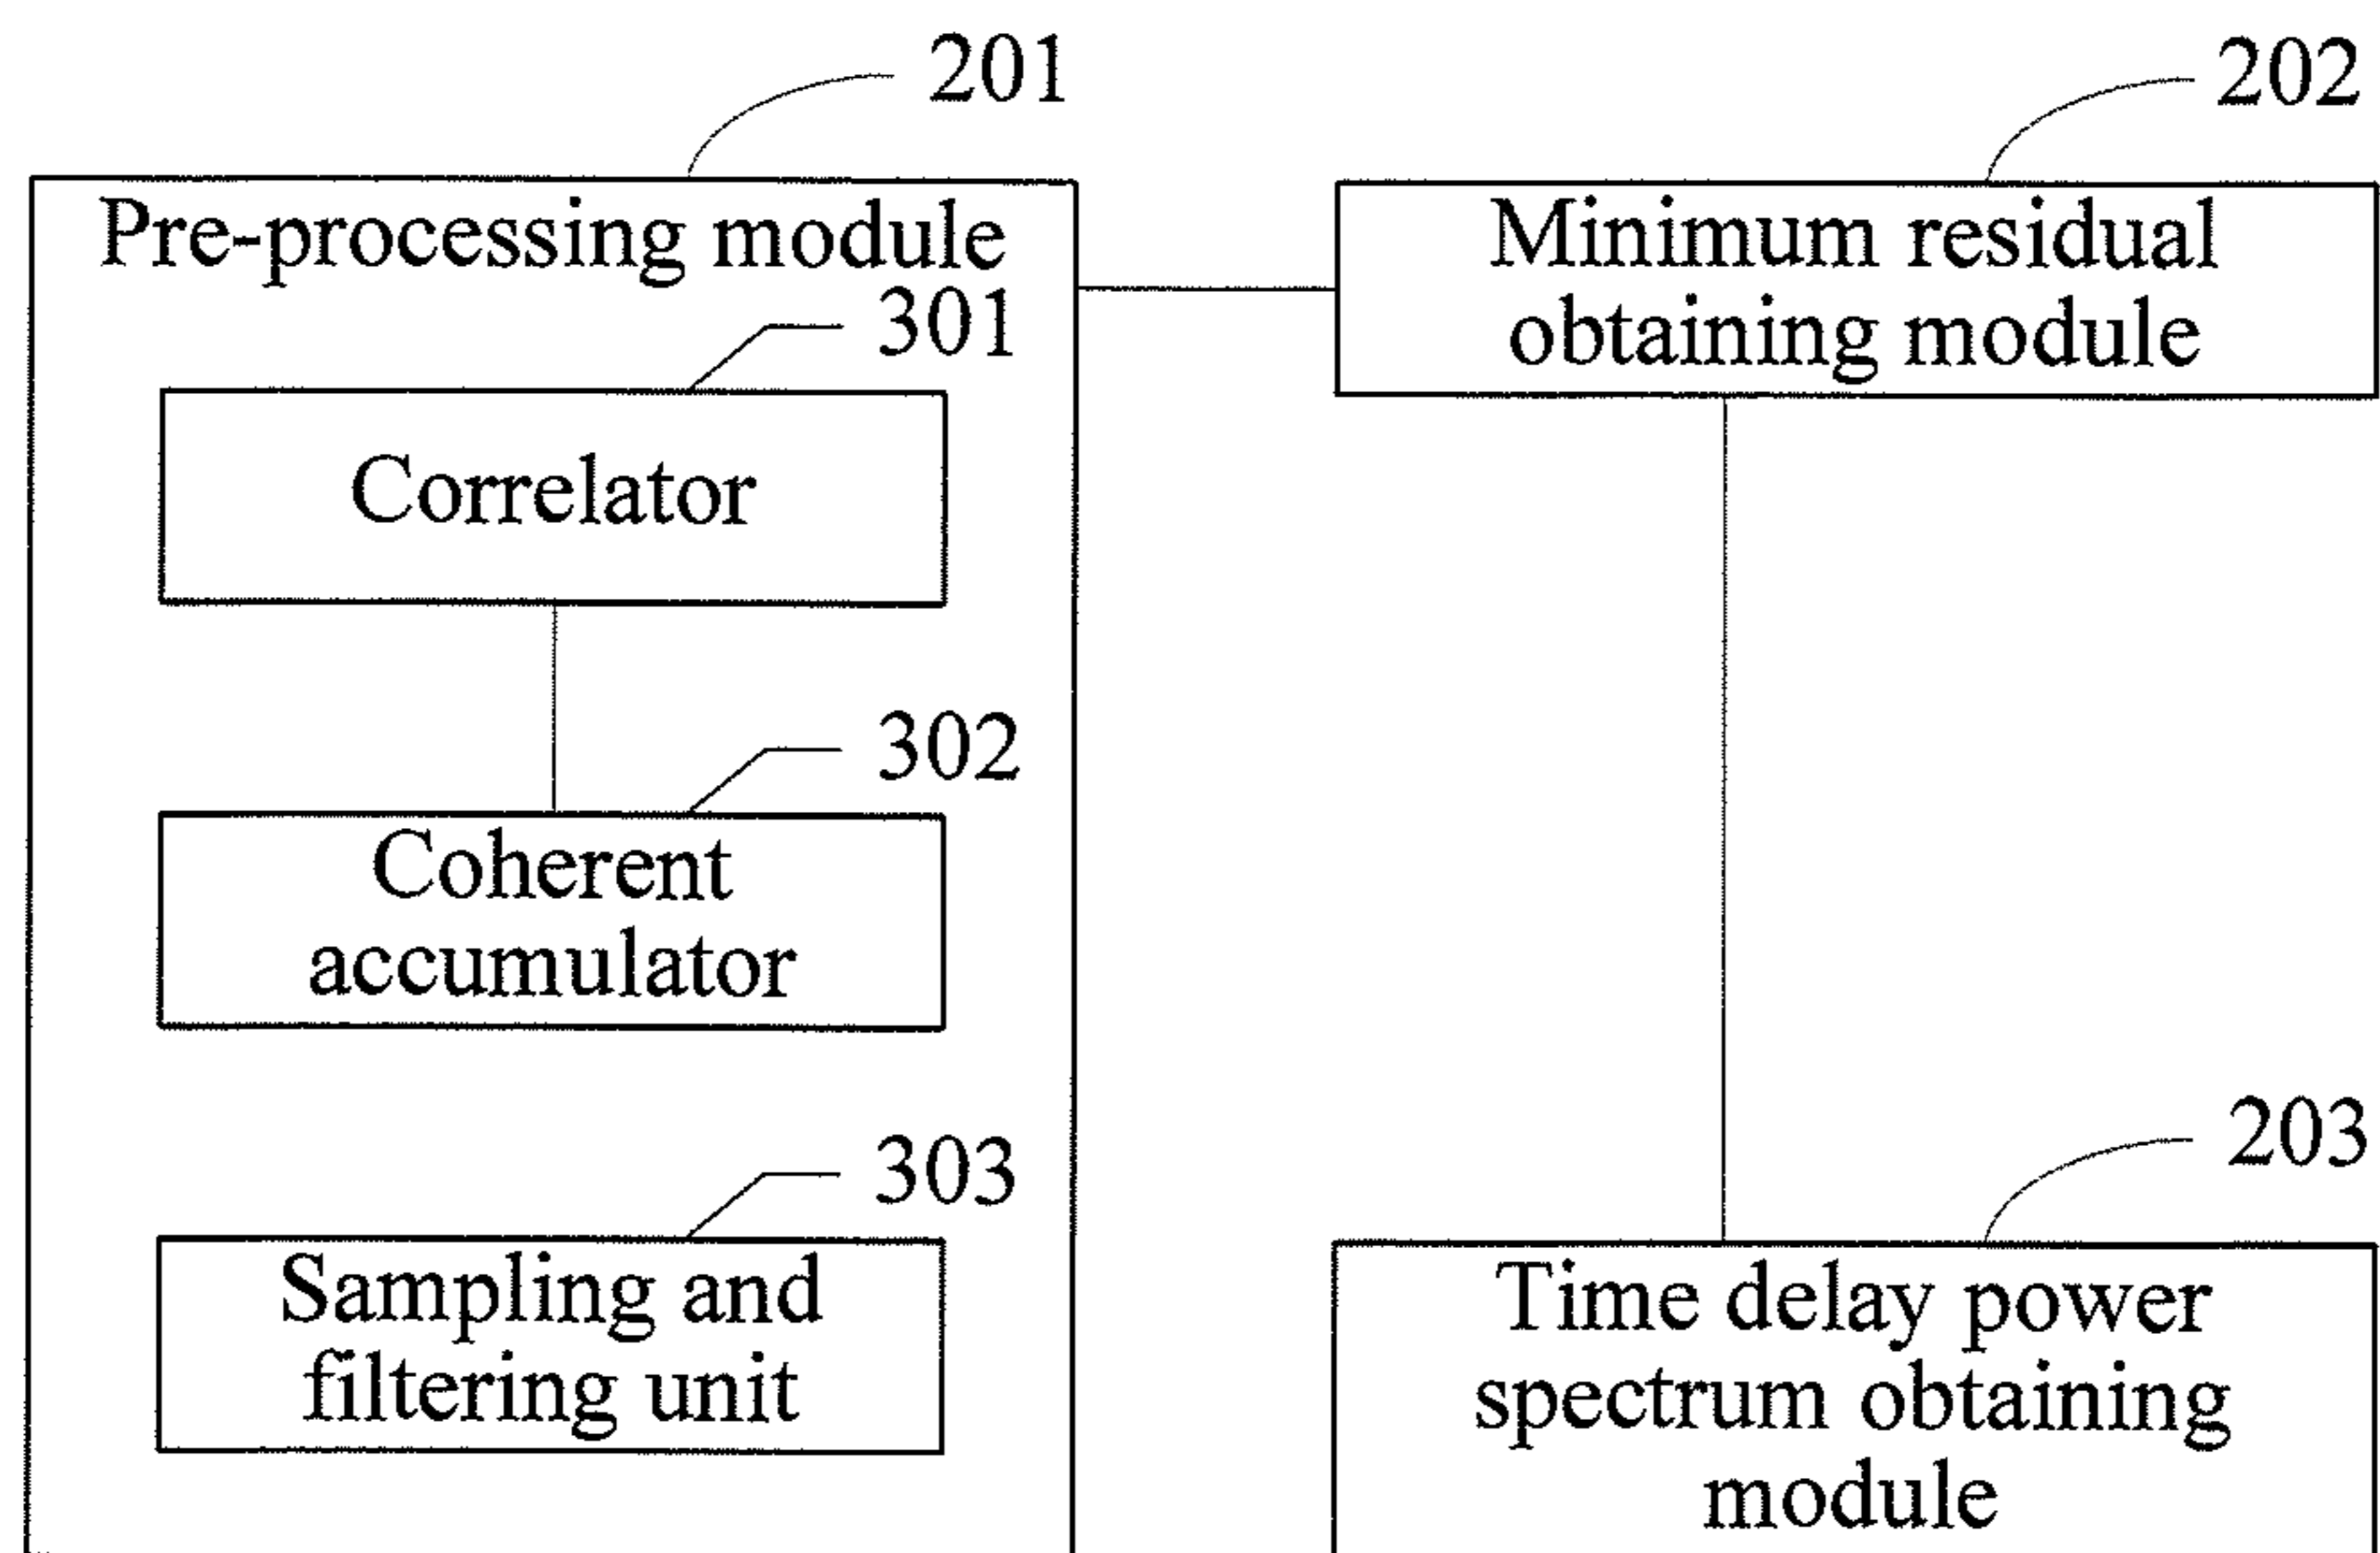 201
202
Pre-processing module
301
Correlator
302
Coherent
accumulator
303
Sampling and
filtering unit
Minimum residual
obtaining module
203
Time delay power
spectrum obtaining
module